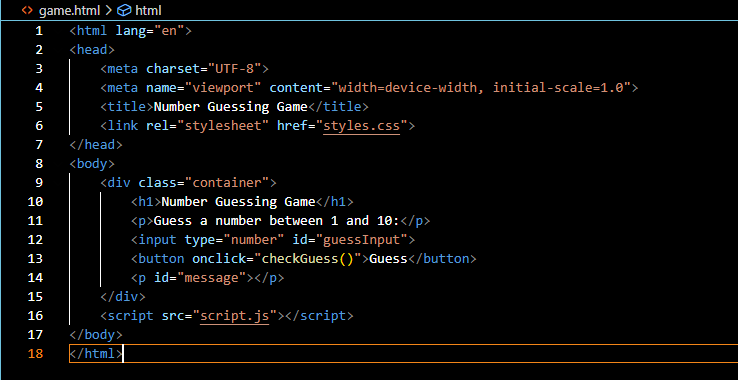 game.html > html
1 <html lang="en">
2 <head>
3     <meta charset="UTF-8">
4     <meta name="viewport" content="width=device-width, initial-scale=1.0">
5     <title>Number Guessing Game</title>
6     <link rel="stylesheet" href="styles.css">
7 </head>
8 <body>
9     <div class="container">
10         <h1>Number Guessing Game</h1>
11         <p>Guess a number between 1 and 10:</p>
12         <input type="number" id="guessInput">
13         <button onclick="checkGuess()">Guess</button>
14         <p id="message"></p>
15     </div>
16     <script src="script.js"></script>
17 </body>
18 </html>